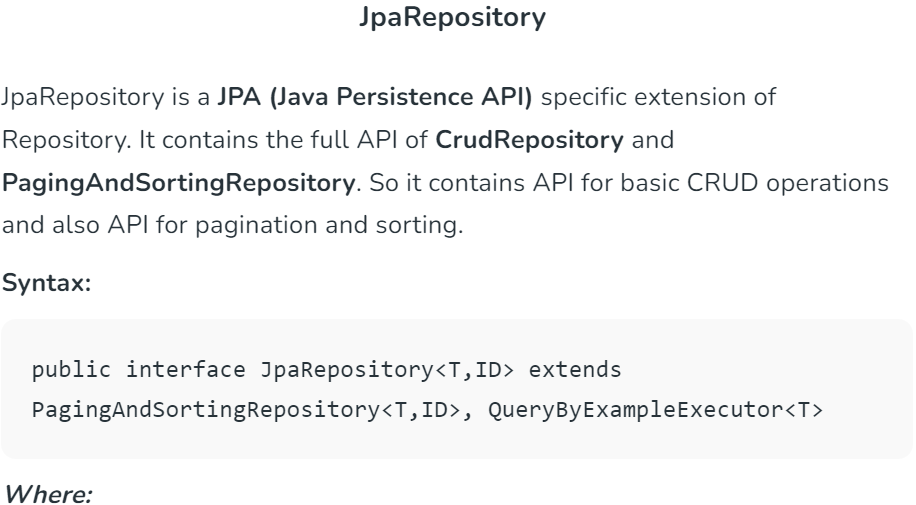 JpaRepository
JpaRepository is a JPA (Java Persistence API) specific extension of
Repository. It contains the full API of CrudRepository and
PagingAndSortingRepository. So it contains API for basic CRUD operations
and also API for pagination and sorting.
Syntax:
public interface JpaRepository<T,ID> extends
PagingAndSortingRepository<T,ID>, QueryByExampleExecutor<T>
Where: